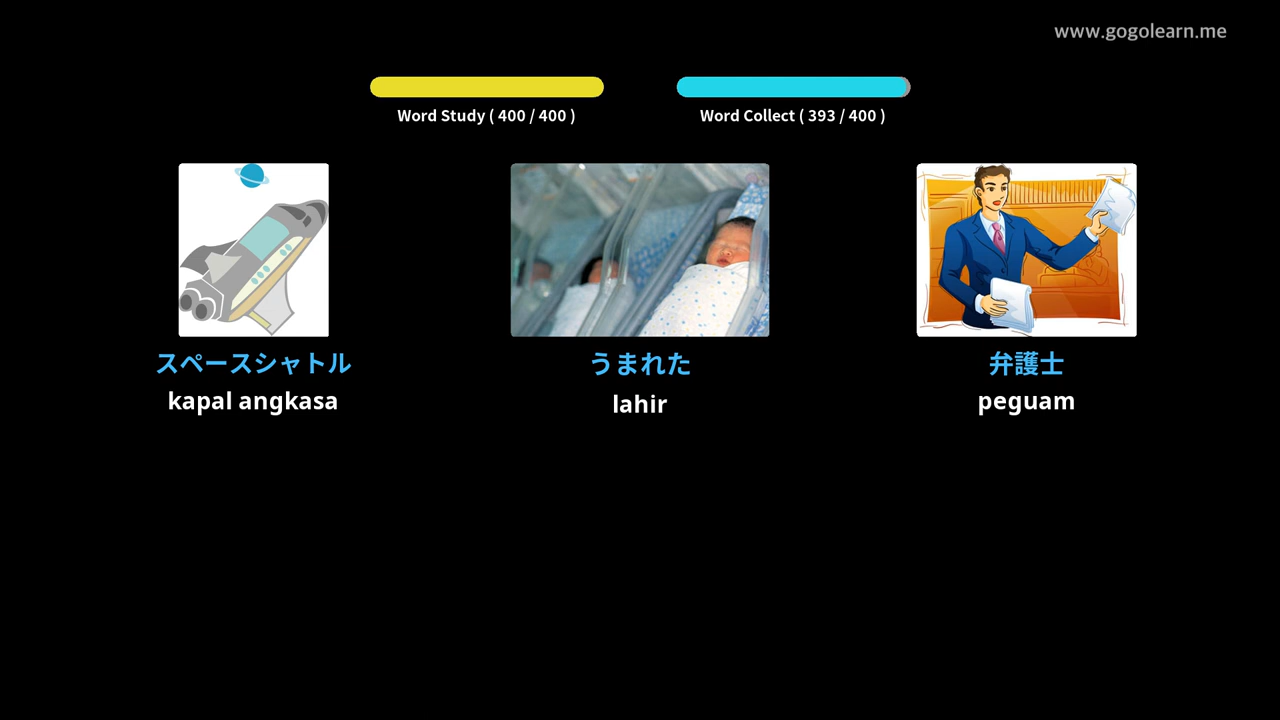 www.gogolearn.me
Word Study ( 400 / 400 )
Word Collect ( 393 / 400 )
スペースシャトル
うまれた
弁護士
kapal angkasa
lahir
peguam